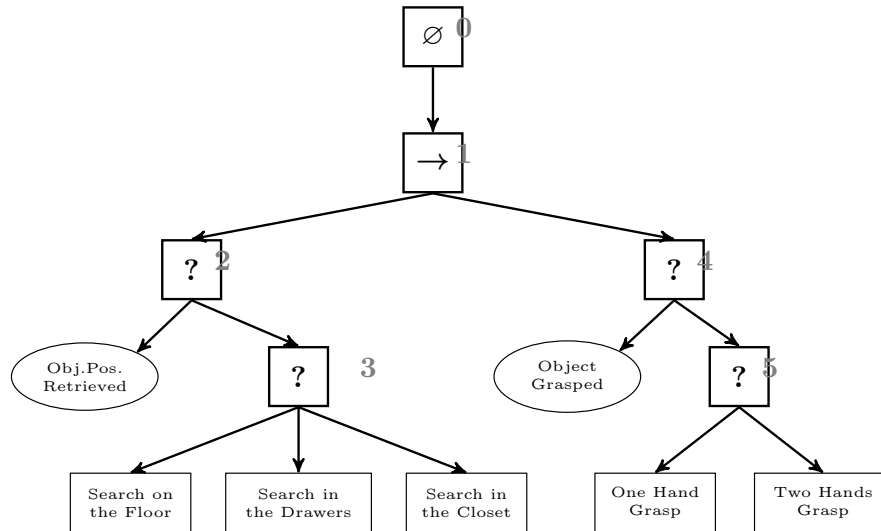 ∅ 0
→ 1
? 2
? 4
Obj.Pos.
Retrieved
? 3
Object
Grasped
? 5
Search on
the Floor
Search in
the Drawers
Search in
the Closet
One Hand
Grasp
Two Hands
Grasp